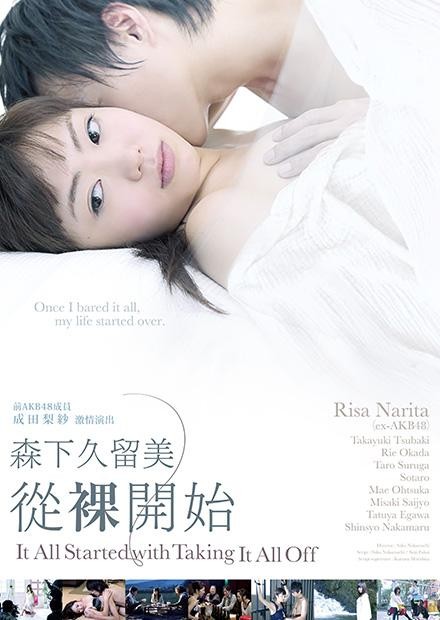 Once I bared it all,
my life started over.
前AKB48成員
成田梨紗 激情演出
森下久留美
從裸開始
It All Started with Taking It All Off
Risa Narita
(ex-AKB48)
Takayuki Tsubaki
Rie Okada
Taro Suruga
Sotaro
Mae Ohtsuka
Misaki Saijyo
Tatuya Egawa
Shinsyo Nakamaru